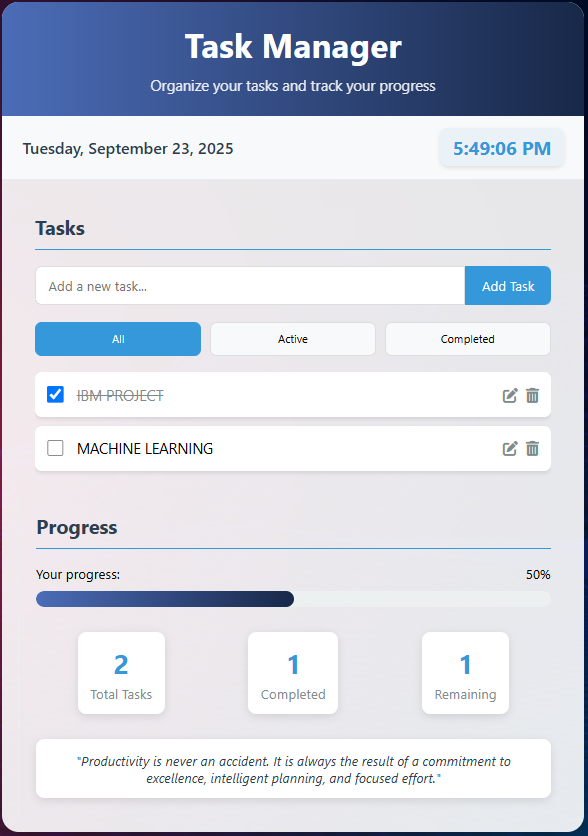 Task Manager
Organize your tasks and track your progress
Tuesday, September 23, 2025
5:49:06 PM
Tasks
Add a new task...
Add Task
All
Active
Completed
IBM PROJECT
MACHINE LEARNING
Progress
Your progress:
50%
2
Total Tasks
1
Completed
1
Remaining
"Productivity is never an accident. It is always the result of a commitment to
excellence, intelligent planning, and focused effort."